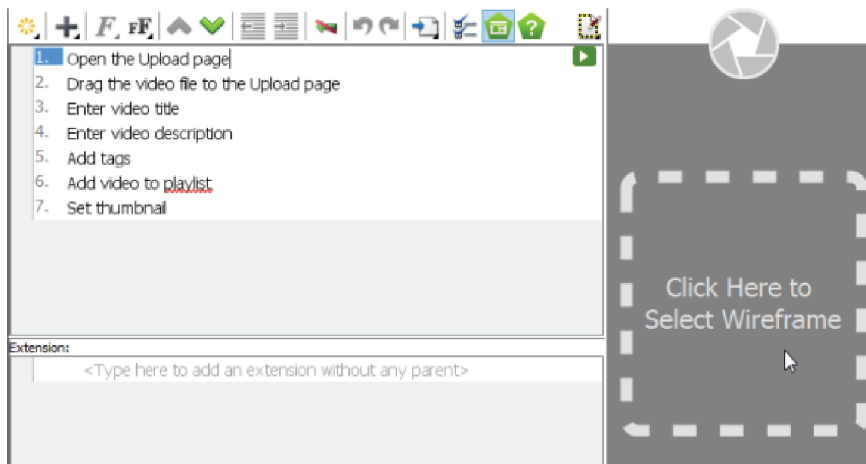 F FF ?
1. Open the Upload page
2. Drag the video file to the Upload page
3. Enter video title
4. Enter video description
5. Add tags
6. Add video to playlist
7. Set thumbnail
Click Here to
Select Wireframe
Extension:
<Type here to add an extension without any parent>